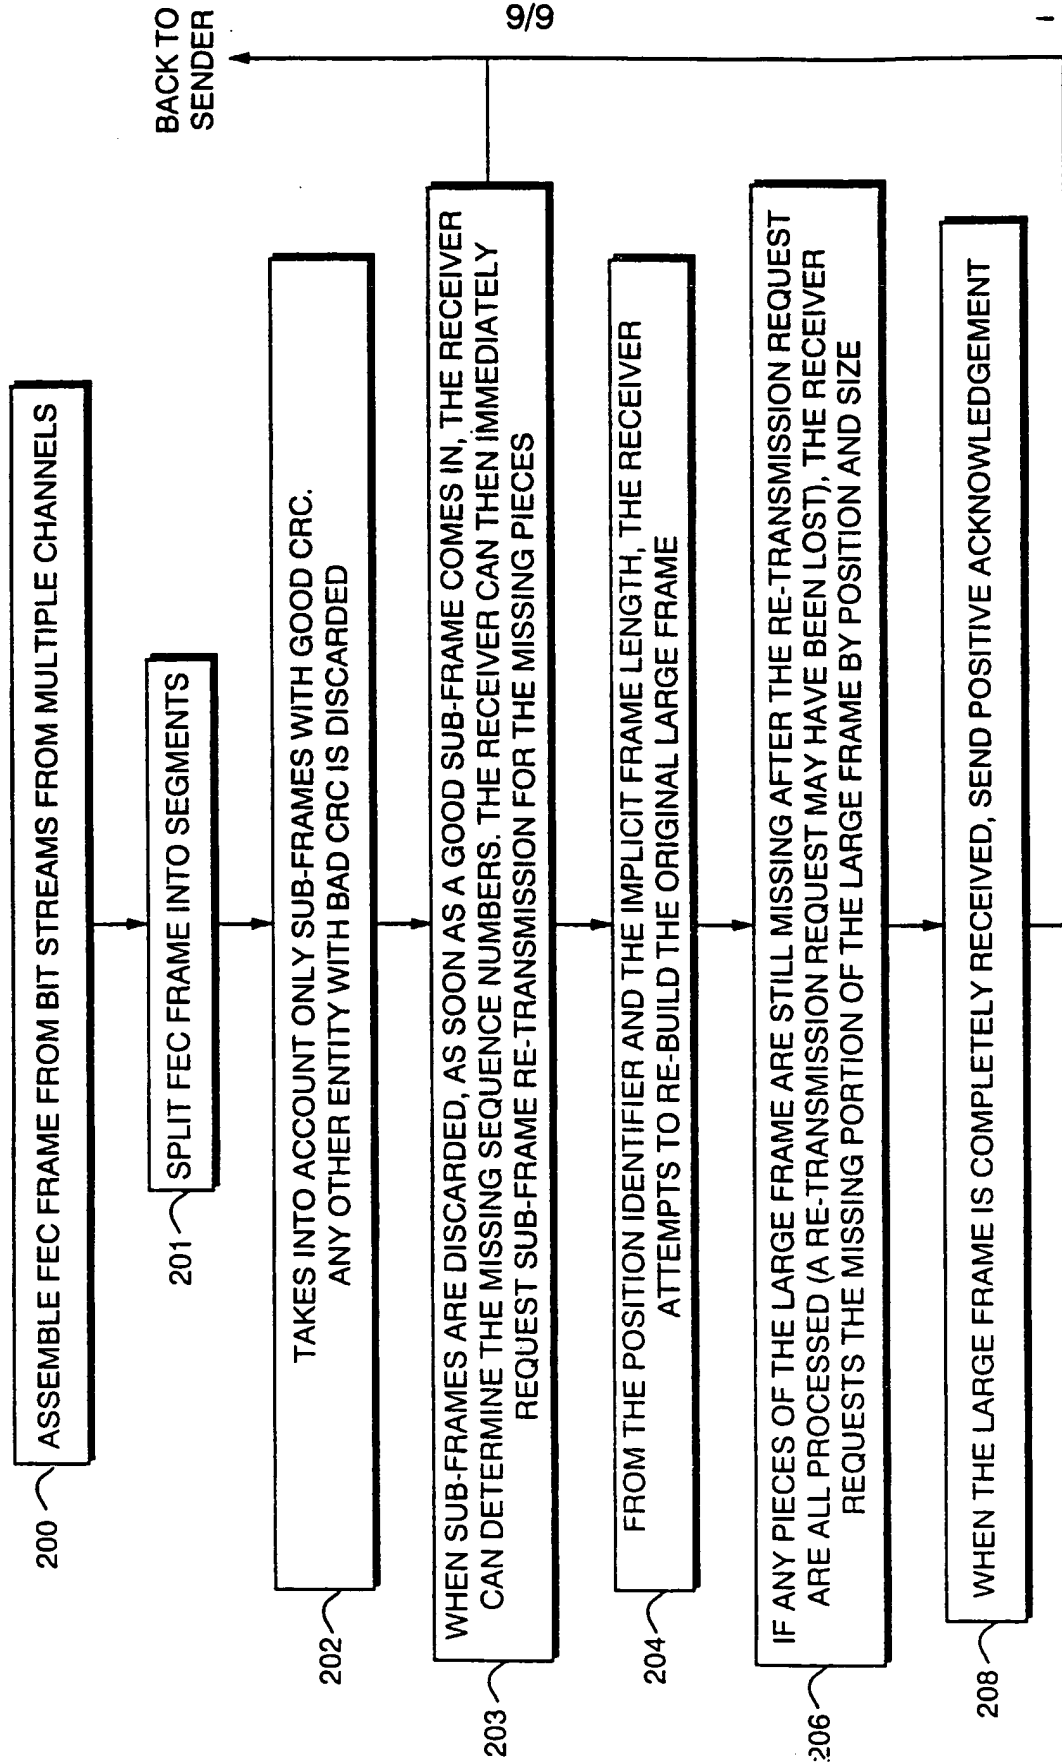 200
ASSEMBLE FEC FRAME FROM BIT STREAMS FROM MULTIPLE CHANNELS
201
SPLIT FEC FRAME INTO SEGMENTS
BACK TO
SENDER
202
TAKES INTO ACCOUNT ONLY SUB-FRAMES WITH GOOD CRC.
ANY OTHER ENTITY WITH BAD CRC IS DISCARDED
203
WHEN SUB-FRAMES ARE DISCARDED, AS SOON AS A GOOD SUB-FRAME COMES IN, THE RECEIVER
CAN DETERMINE THE MISSING SEQUENCE NUMBERS. THE RECEIVER CAN THEN IMMEDIATELY
REQUEST SUB-FRAME RE-TRANSMISSION FOR THE MISSING PIECES
9/9
204
FROM THE POSITION IDENTIFIER AND THE IMPLICIT FRAME LENGTH, THE RECEIVER
ATTEMPTS TO RE-BUILD THE ORIGINAL LARGE FRAME
206
IF ANY PIECES OF THE LARGE FRAME ARE STILL MISSING AFTER THE RE-TRANSMISSION REQUEST
ARE ALL PROCESSED (A RE-TRANSMISSION REQUEST MAY HAVE BEEN LOST), THE RECEIVER
REQUESTS THE MISSING PORTION OF THE LARGE FRAME BY POSITION AND SIZE
208
WHEN THE LARGE FRAME IS COMPLETELY RECEIVED, SEND POSITIVE ACKNOWLEDGEMENT